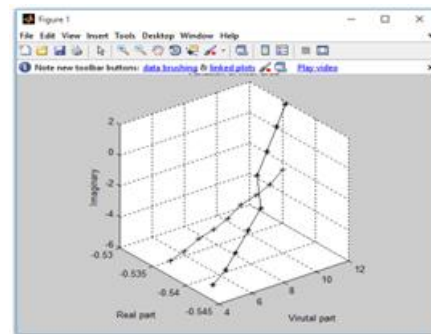 Figure 1
File Edit View Insert Tools Desktop Window Help
Note new toolbar buttons: data brushing & linked plots Play video
2
0
-2
-4
-6
Imaginary
-0.53
-0.535
-0.54
-0.545
Real part
4
6
8
10
12
Virutal part